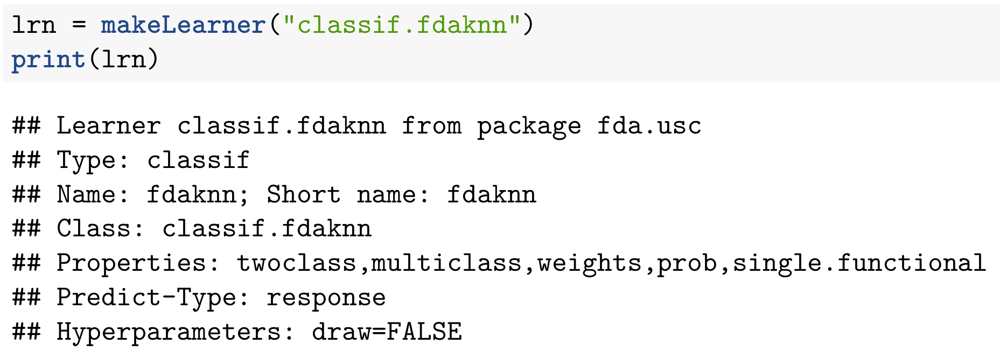 lrn = makeLearner("classif.fdaknn")
print(lrn)
## Learner classif.fdaknn from package fda.usc
## Type: classif
## Name: fdaknn; Short name: fdaknn
## Class: classif.fdaknn
## Properties: twoclass,multiclass,weights,prob,single.functional
## Predict-Type: response
## Hyperparameters: draw=FALSE